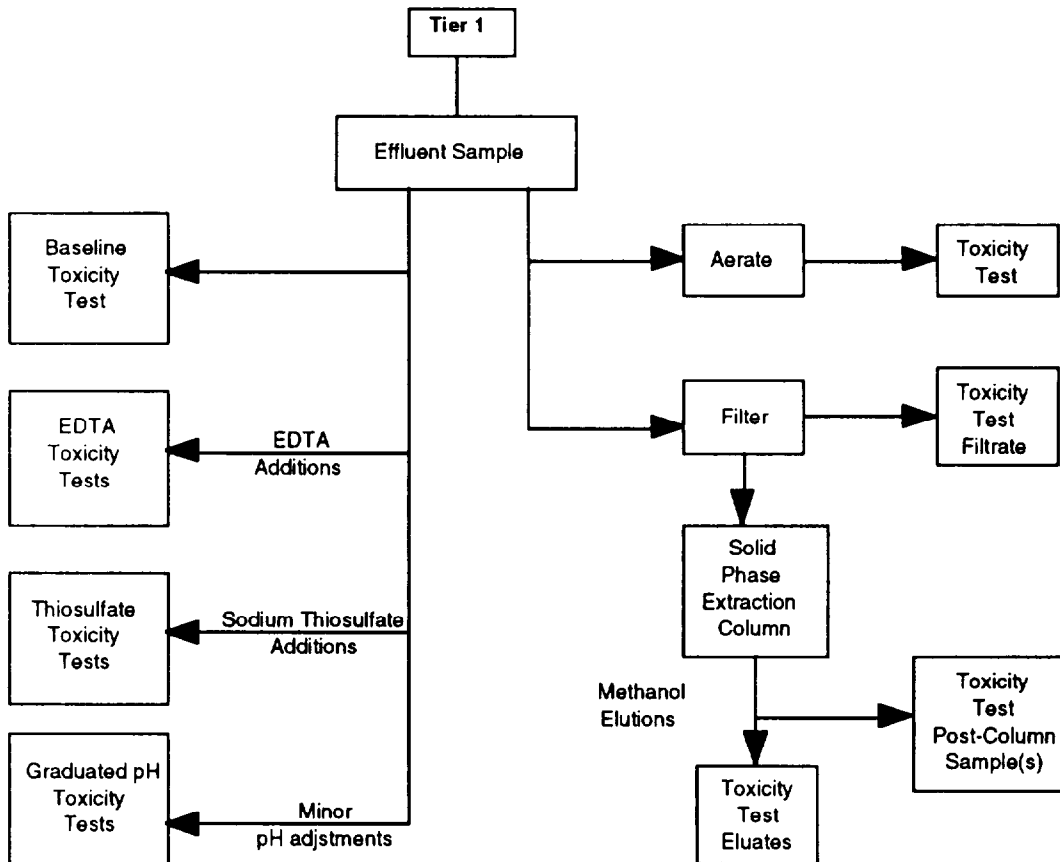 Tier 1
Effluent Sample
Baseline
Toxicity
Test
Aerate
Toxicity
Test
EDTA
Toxicity
Tests
EDTA
Additions
Filter
Toxicity
Test
Filtrate
Solid
Phase
Extraction
Column
Thiosulfate
Toxicity
Tests
Sodium Thiosulfate
Additions
Methanol
Elutions
Toxicity
Test
Post-Column
Sample(s)
Graduated pH
Toxicity
Tests
Minor
pH adjstments
Toxicity
Test
Eluates